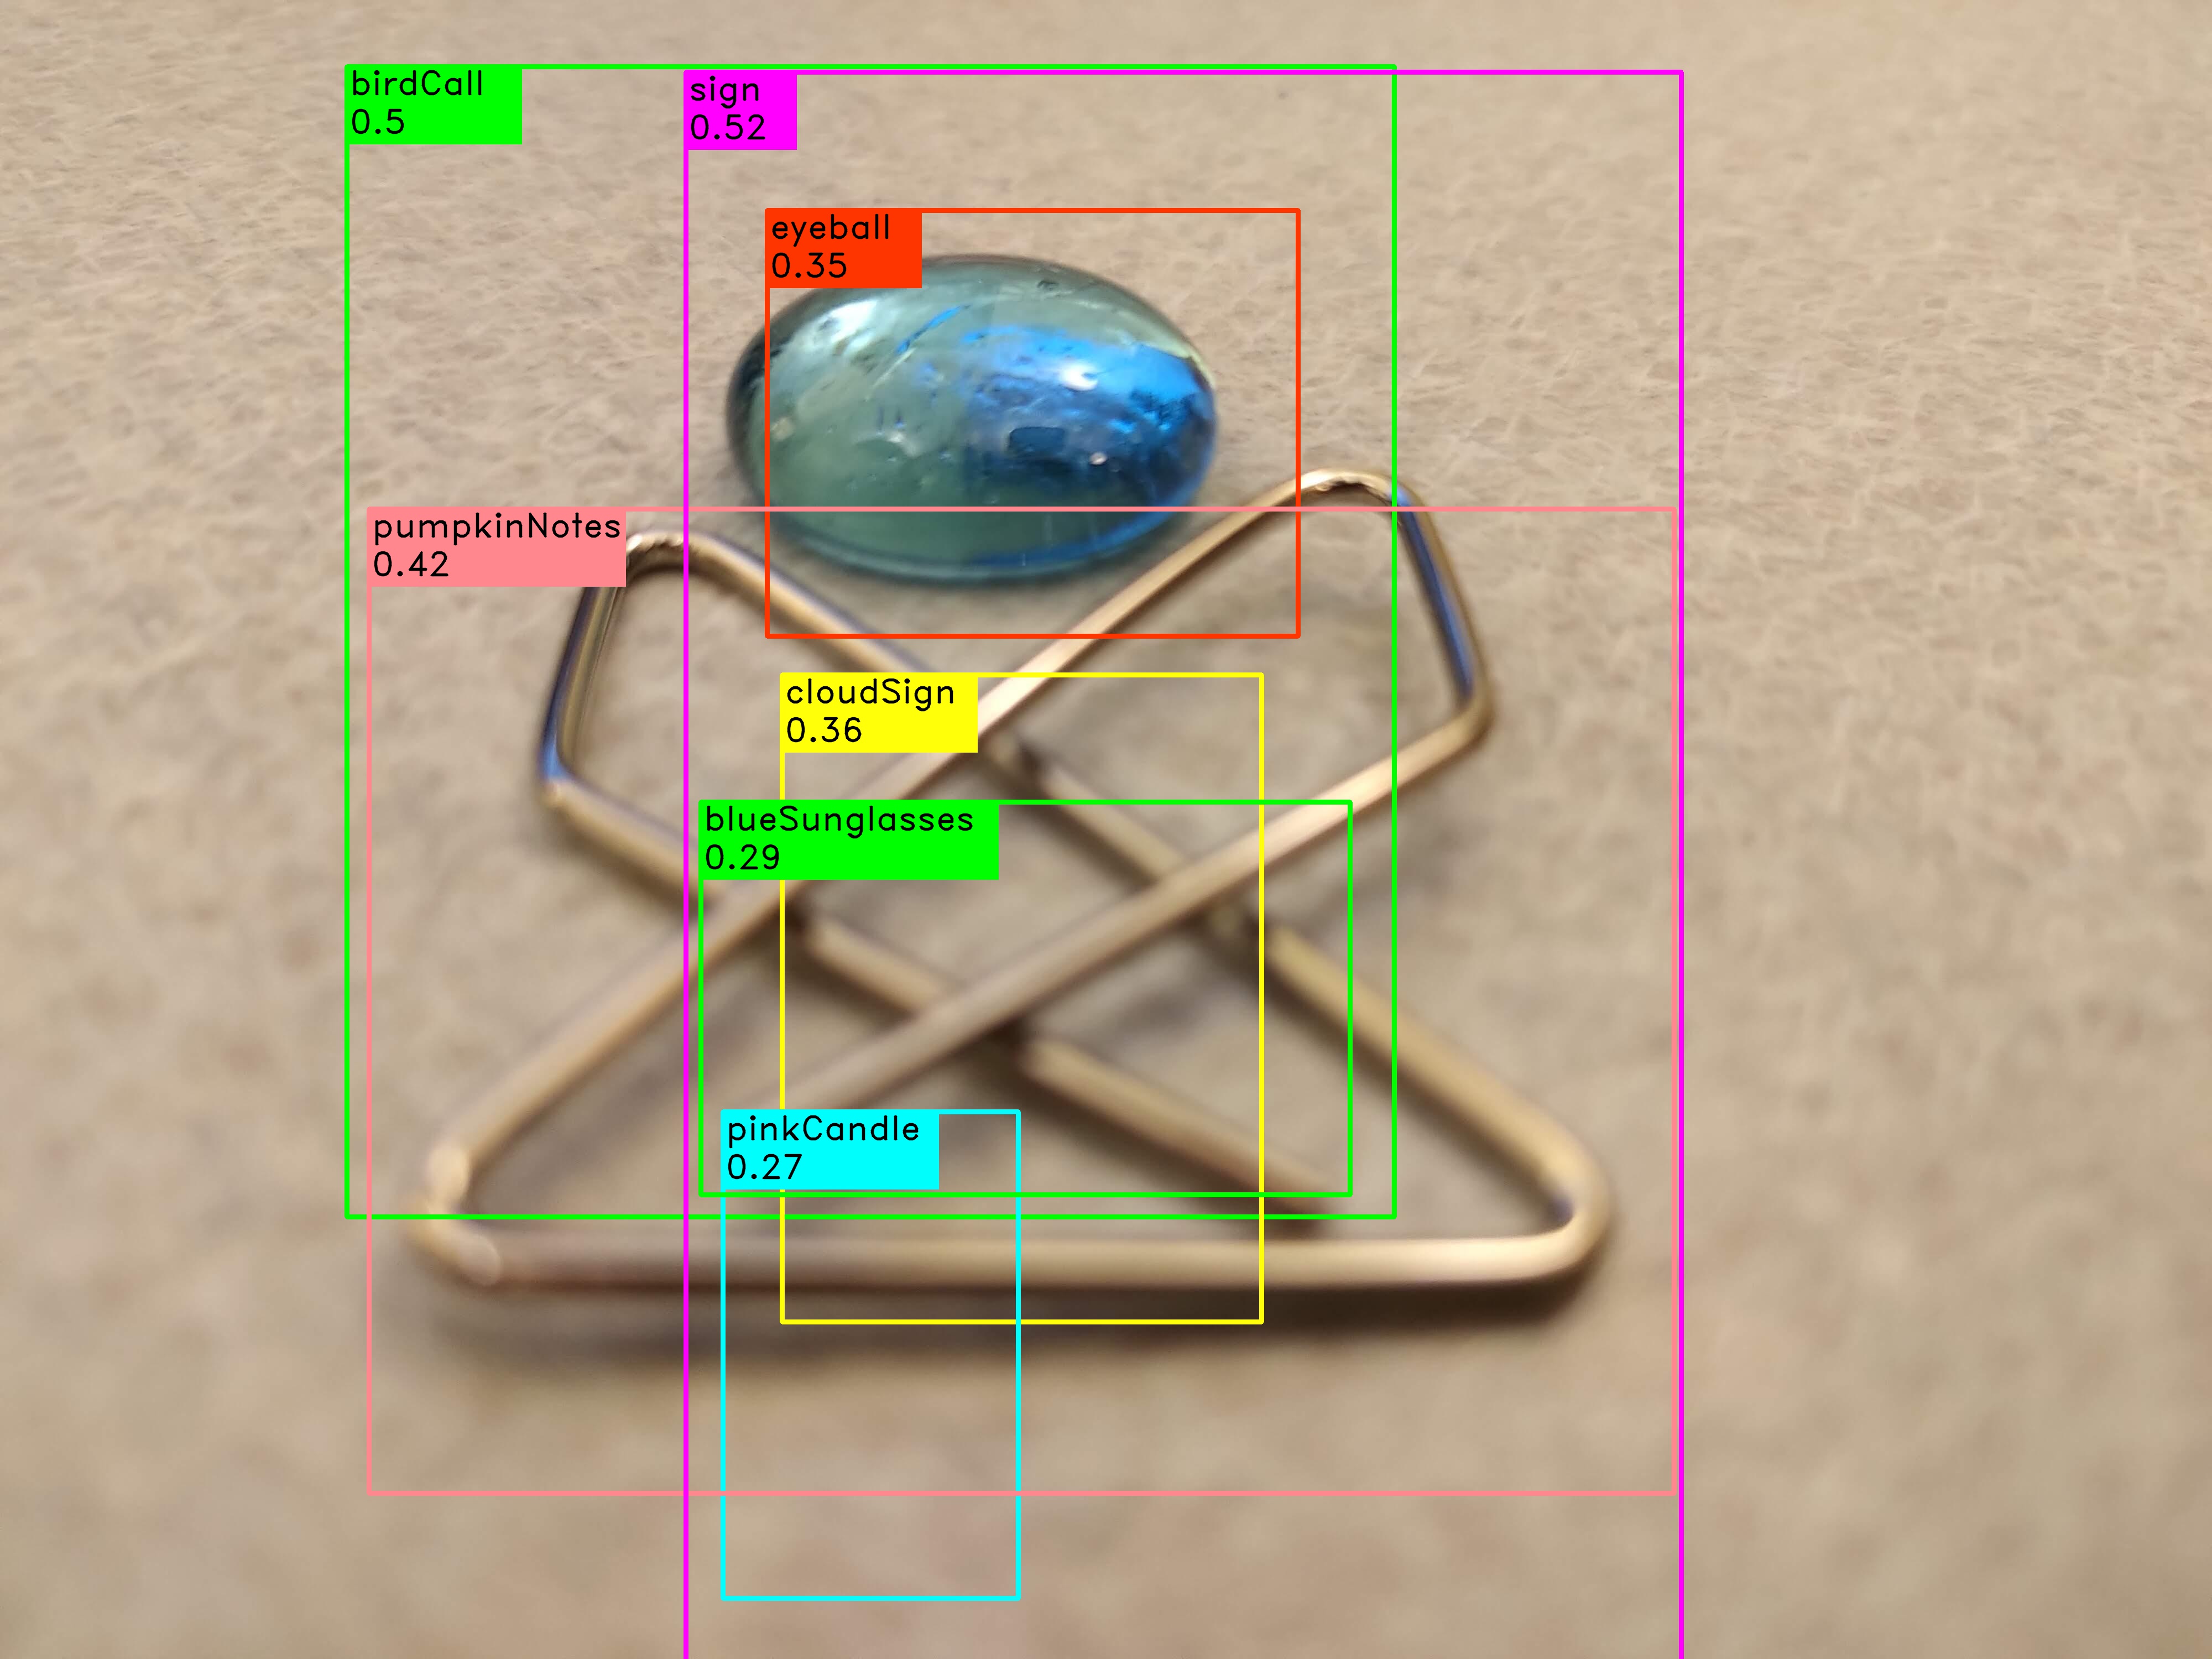 birdCall
0.5
sign
0.52
eyeball
0.35
pumpkinNotes
0.42
cloudSign
0.36
blueSunglasses
0.29
pinkCandle
0.27